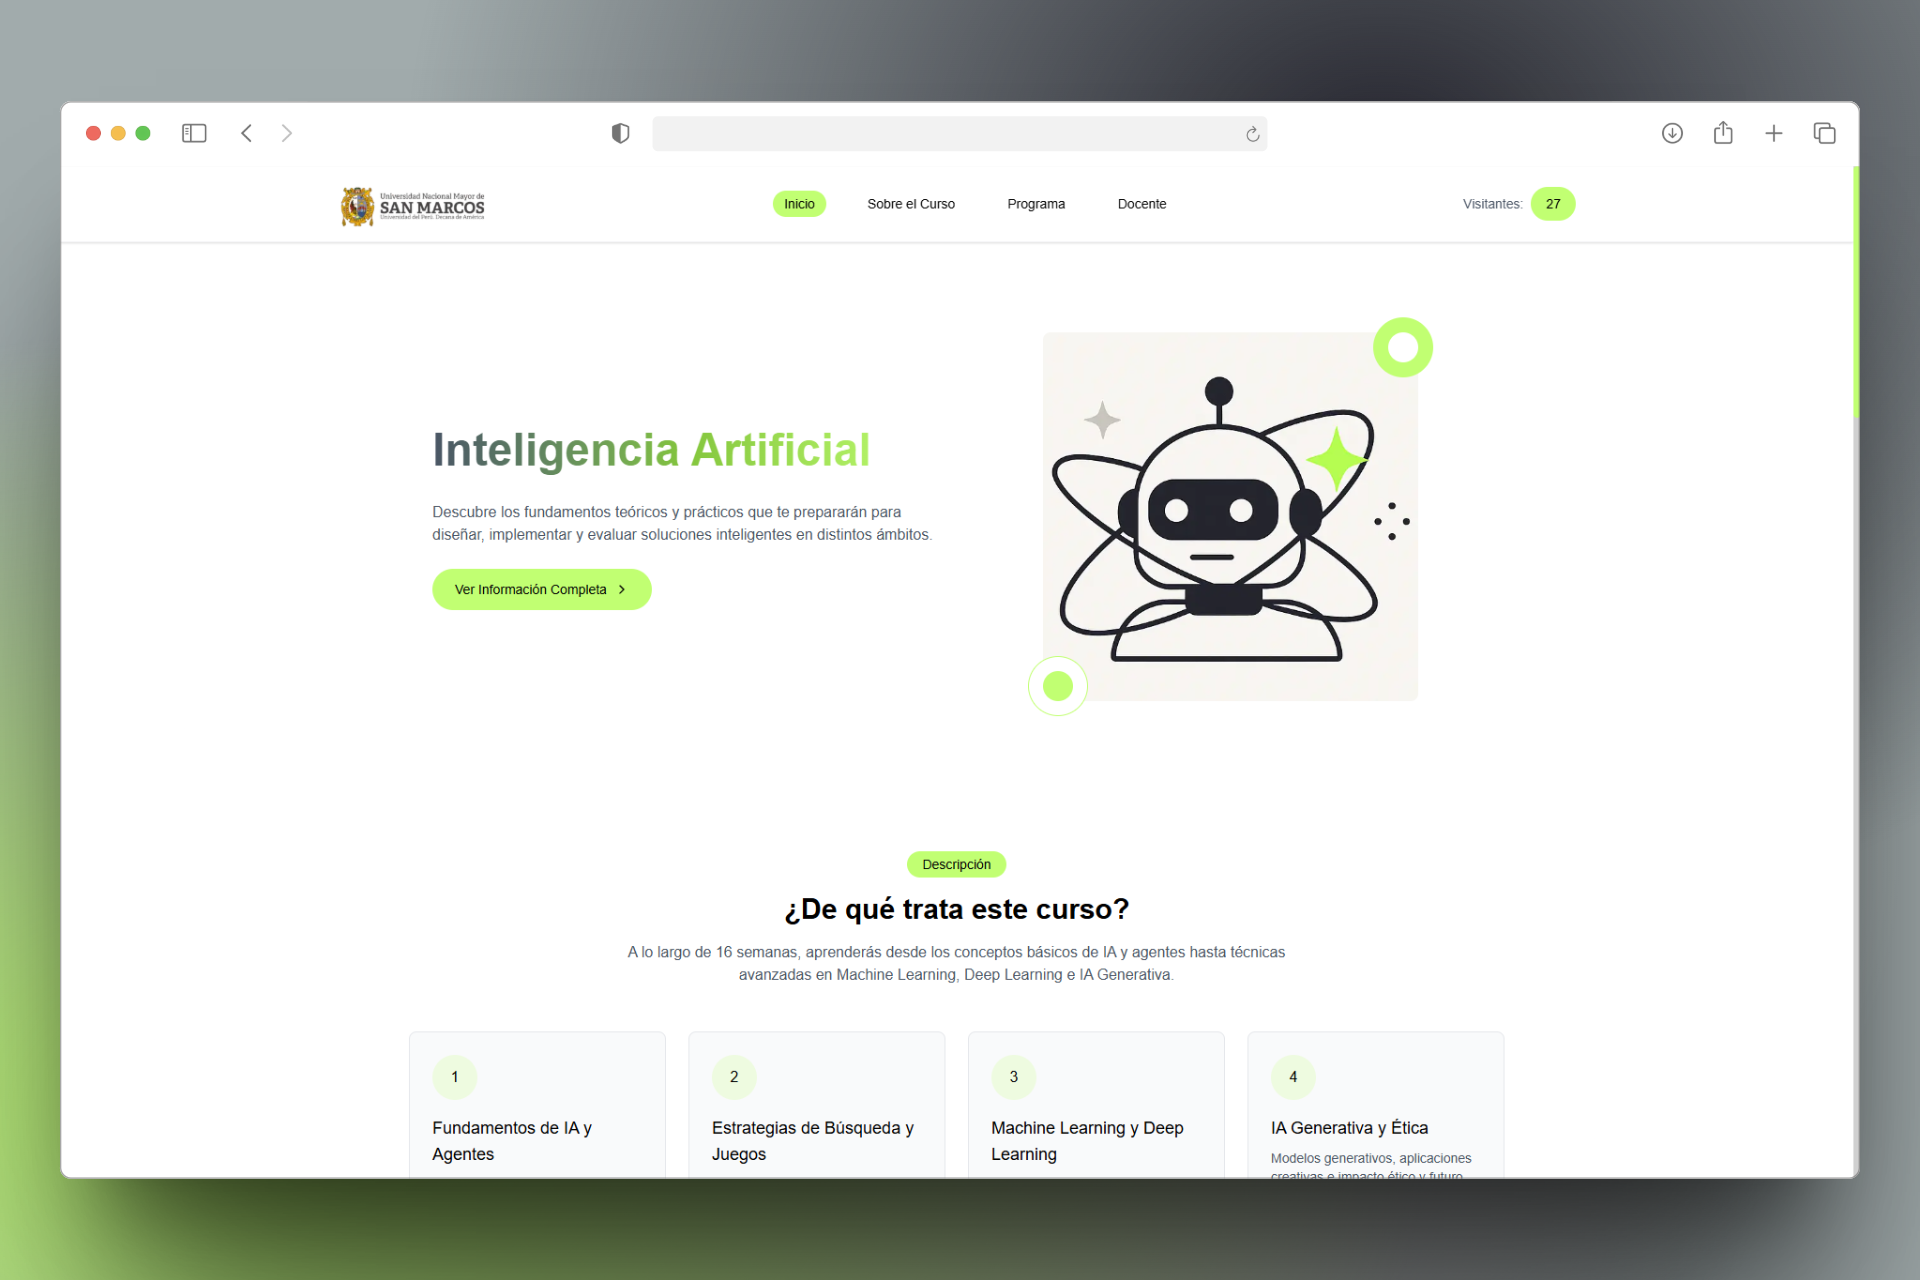 Universidad Nacional Mayor de
SAN MARCOS
Universidad del Perú. Decana de América
Inicio
Sobre el Curso
Programa
Docente
Visitantes: 27
Inteligencia Artificial
Descubre los fundamentos teóricos y prácticos que te prepararán para
diseñar, implementar y evaluar soluciones inteligentes en distintos ámbitos.
Ver Información Completa
Descripción
¿De qué trata este curso?
A lo largo de 16 semanas, aprenderás desde los conceptos básicos de IA y agentes hasta técnicas
avanzadas en Machine Learning, Deep Learning e IA Generativa.
1
Fundamentos de IA y
Agentes
2
Estrategias de Búsqueda y
Juegos
3
Machine Learning y Deep
Learning
4
IA Generativa y Ética
Modelos generativos, aplicaciones
creativas e impacto ético y futuro